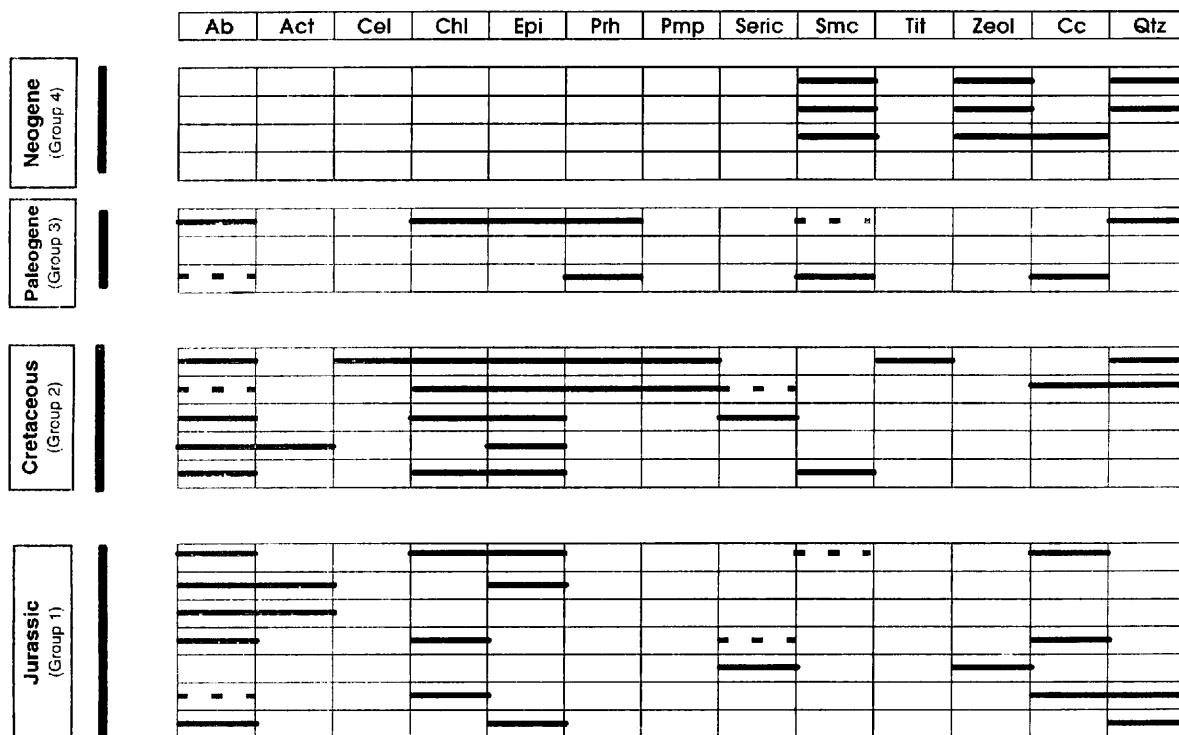 Ab Act Cel Chl Epi Prh Pmp Seric Smc Tit Zeol Cc Qtz
Neogene
(Group 4)
Paleogene
(Group 3)
Cretaceous
(Group 2)
Jurassic
(Group 1)